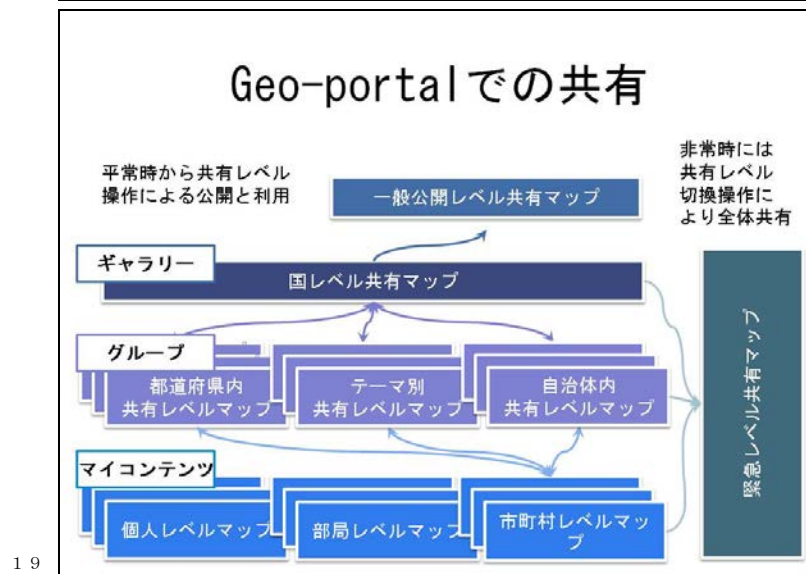 Geo-portalでの共有
平常時から共有レベル
操作による公開と利用
非常時には
共有レベル
切換操作に
より全体共有
一般公開レベル共有マップ
ギャラリー
国レベル共有マップ
グループ
都道府県内
共有レベルマップ
テーマ別
共有レベルマップ
自治体内
共有レベルマップ
緊急レベル共有マップ
マイコンテンツ
個人レベルマップ
部局レベルマップ
市町村レベルマッ
プ
19